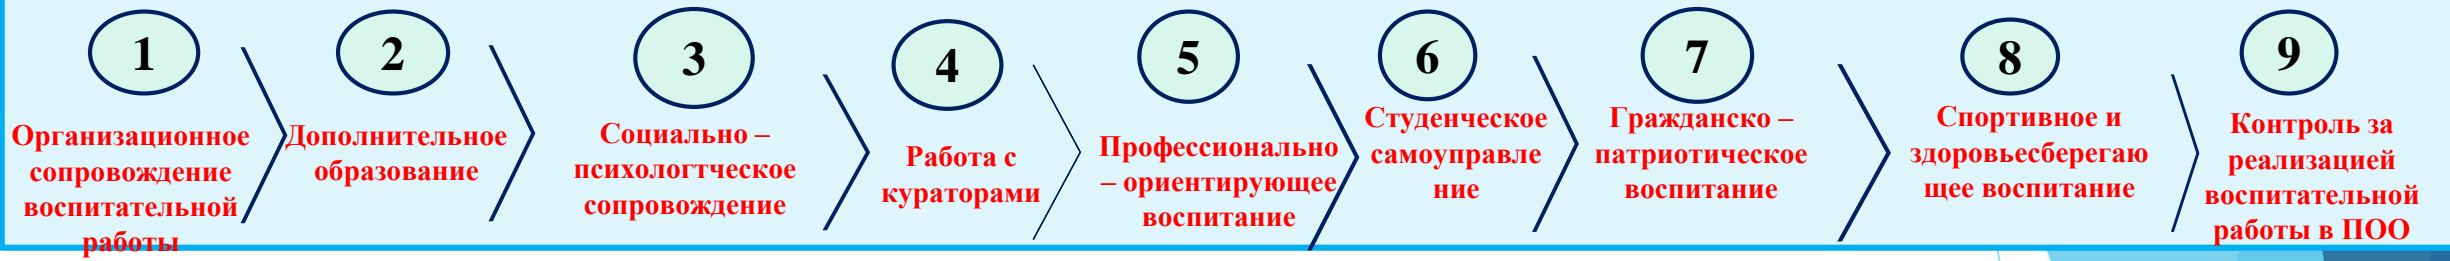 1
Организационное
сопровождение
воспитательной
работы
2
Дополнительное
образование
3
Социально –
психологтческое
сопровождение
4
Работа с
кураторами
5
Профессионально
– ориентирующее
воспитание
6
Студенческое
самоуправле
ние
7
Гражданско –
патриотическое
воспитание
8
Спортивное и
здоровьесберегаю
щее воспитание
9
Контроль за
реализацией
воспитательной
работы в ПОО